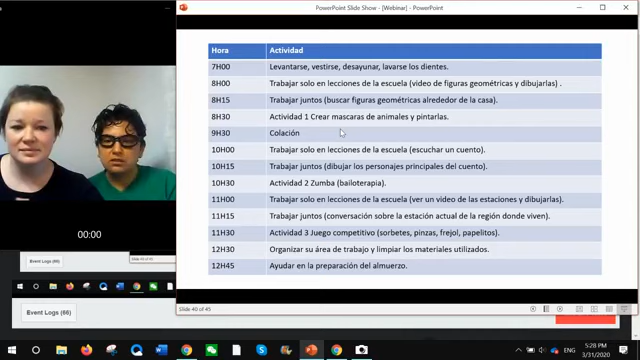 PowerPoint Slide Show - [Webinar] - PowerPoint
Hora Actividad
7H00 Levantarse, vestirse, desayunar, lavarse los dientes.
8H00 Trabajar solo en lecciones de la escuela (video de figuras geométricas y dibujarlas) .
8H15 Trabajar juntos (buscar figuras geométricas alrededor de la casa).
8H30 Actividad 1 Crear mascaras de animales y pintarlas.
9H30 Colación
10H00 Trabajar solo en lecciones de la escuela (escuchar un cuento).
10H15 Trabajar juntos (dibujar los personajes principales del cuento).
10H30 Actividad 2 Zumba (bailoterapia).
11H00 Trabajar solo en lecciones de la escuela (ver un video de las estaciones y dibujarlas).
11H15 Trabajar juntos (conversación sobre la estación actual de la región donde viven).
11H30 Actividad 3 Juego competitivo (sorbetes, pinzas, frejol, papelitos).
12H30 Organizar su área de trabajo y limpiar los materiales utilizados.
12H45 Ayudar en la preparación del almuerzo.
00:00
Event Logs (66)
Slide 40 of 45
Event Logs (66)
ENG
5:28 PM
3/31/2020